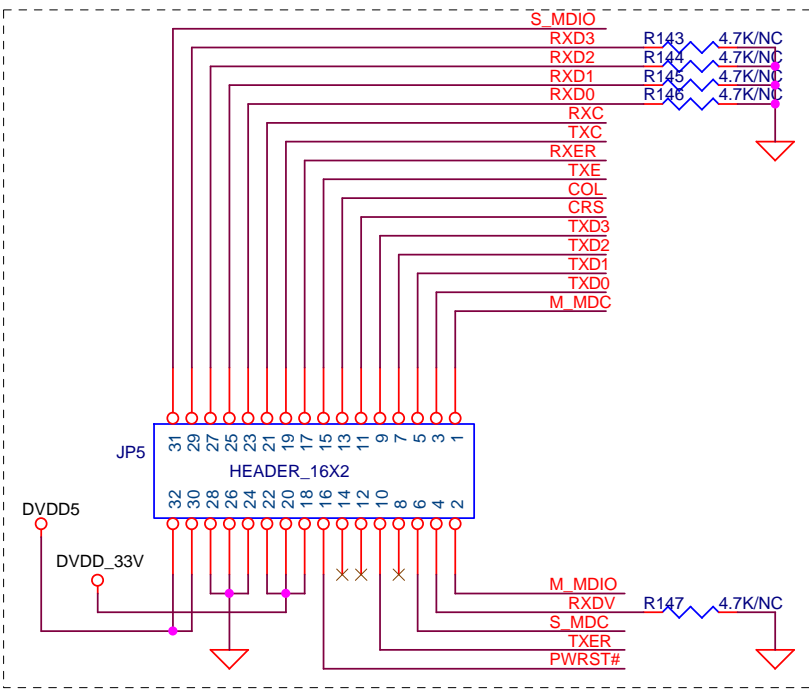 S_MDIO
RXD3 R143 4.7K/NC
RXD2 R144 4.7K/NC
RXD1 R145 4.7K/NC
RXD0 R146 4.7K/NC
RXC
TXC
RXER
TXE
COL
CRS
TXD3
TXD2
TXD1
TXD0
M_MDC
31 29 27 25 23 21 19 17 15 13 11 9 7 5 3 1
JP5
HEADER_16X2
32 30 28 26 24 22 20 18 16 14 12 10 8 6 4 2
DVDD5
DVDD_33V
M_MDIO
RXDV R147 4.7K/NC
S_MDC
TXER
PWRST#